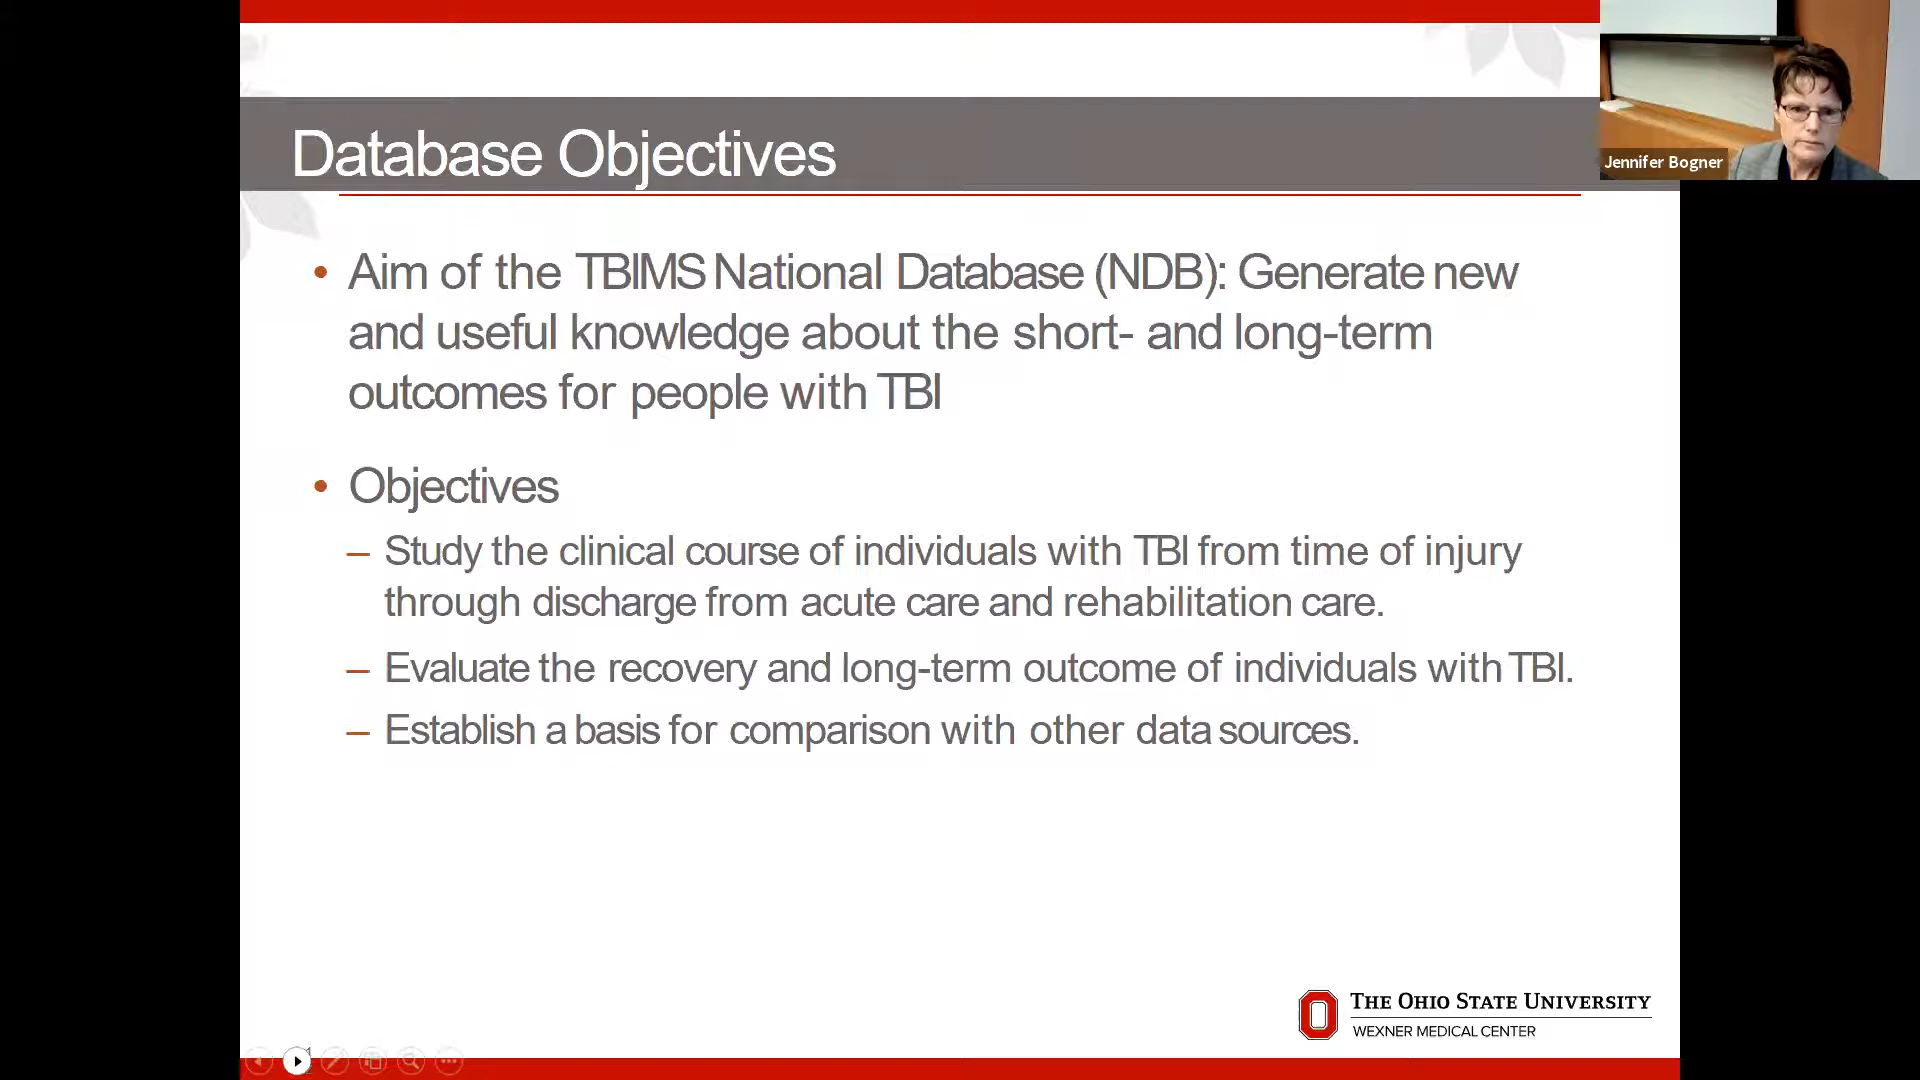 Database Objectives
Jennifer Bogner
• Aim of the TBIMS National Database (NDB): Generate new
and useful knowledge about the short- and long-term
outcomes for people with TBI
• Objectives
– Study the clinical course of individuals with TBI from time of injury
through discharge from acute care and rehabilitation care.
– Evaluate the recovery and long-term outcome of individuals with TBI.
– Establish a basis for comparison with other data sources.
THE OHIO STATE UNIVERSITY
WEXNER MEDICAL CENTER